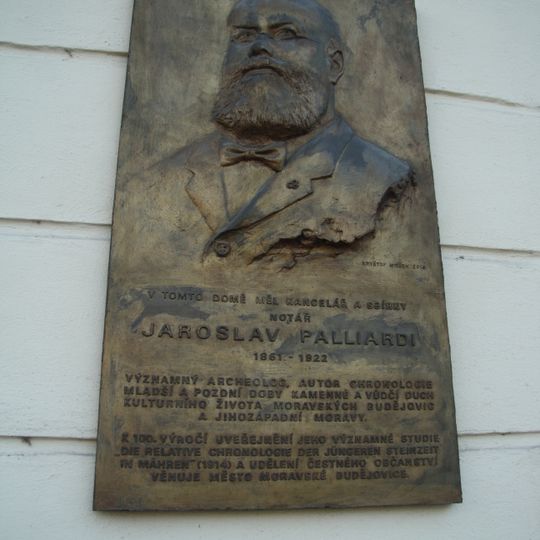 V TOMTO DOMĚ MĚL KANCELÁŘ A SBÍRKY
NOTÁŘ
JAROSLAV PALLIARDI
1861 - 1922
VÝZNAMNÝ ARCHEOLOG, AUTOR CHRONOLOGIE
MLADŠÍ A POZDNÍ DOBY KAMENNÉ A VŮDČÍ DUCH
KULTURNÍHO ŽIVOTA MORAVSKÝCH BUDĚJOVIC
A JIHOZÁPADNÍ MORAVY.
K 100. VÝROČÍ UVEŘEJNĚNÍ JEHO VÝZNAMNÉ STUDIE
„DIE RELATIVE CHRONOLOGIE DER JÜNGEREN STEINZEIT
IN MÄHREN" (1914) A UDĚLENÍ ČESTNÉHO OBČANSTVÍ
VĚNUJE MĚSTO MORAVSKÉ BUDĚJOVICE.